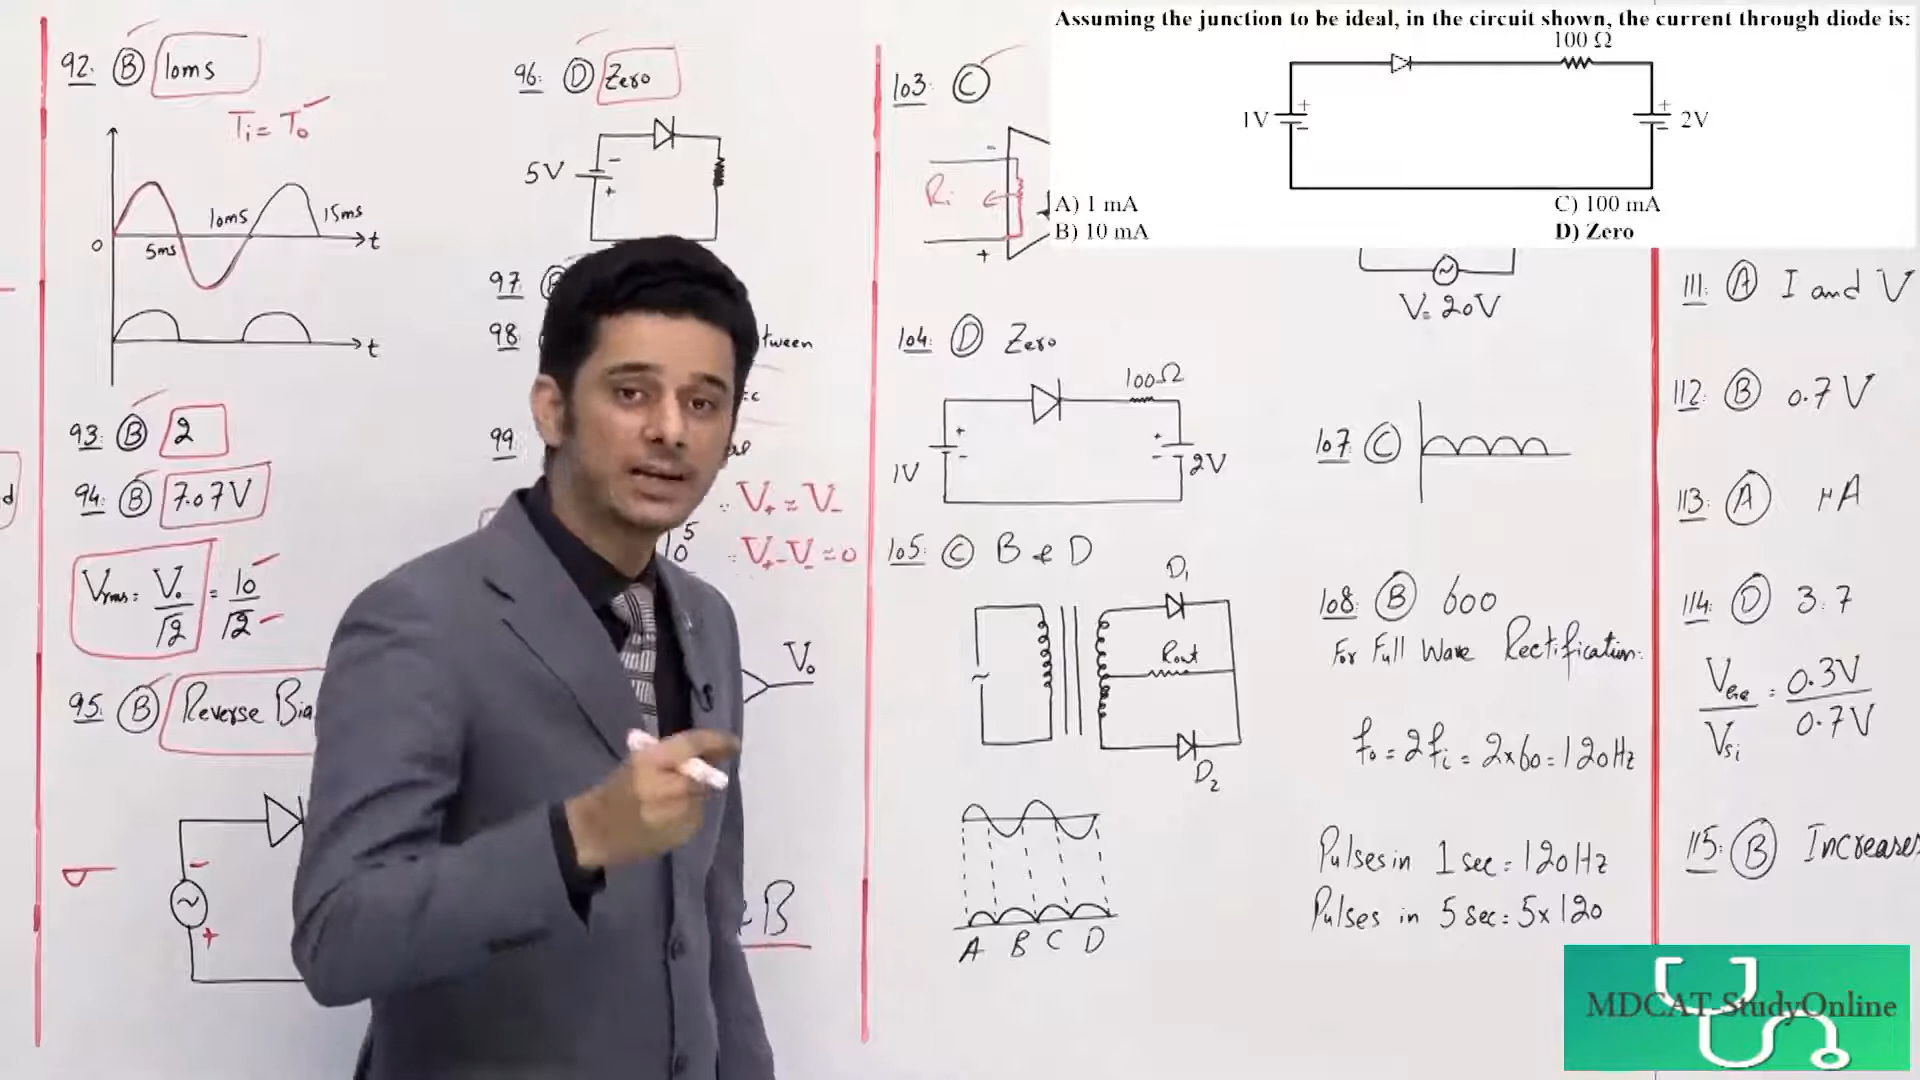 Assuming the junction to be ideal, in the circuit shown, the current through diode is:
100 Ω
1V
+
−
+
−
2V
A) 1 mA
C) 100 mA
B) 10 mA
D) Zero
92. B 10ms
Ti = To
0
5ms
10ms
15ms
t
t
93. B 2
94. B 7.07V
Vrms = Vo/√2 = 10/√2
95. B Reverse Bia
−
~
+
96. D Zero
5V
−
+
97.
98.
tween
99.
V+ ≈ V-
10⁵
V+ - V- ≈ 0
Vo
B
103. C
Ri
−
+
104. D Zero
100Ω
1V
+
−
+
−
2V
105. C B & D
D1
Rout
~
D2
A B C D
~
V= 20V
107. C
108. B 600
For Full Wave Rectification:
fo = 2fi = 2x60 = 120Hz
Pulses in 1 sec = 120Hz
Pulses in 5 sec = 5x120
111. A I and V
112. B 0.7V
113. A μA
114. D 3.7
VGe/VSi = 0.3V/0.7V
115. B Increases
MDCAT StudyOnline